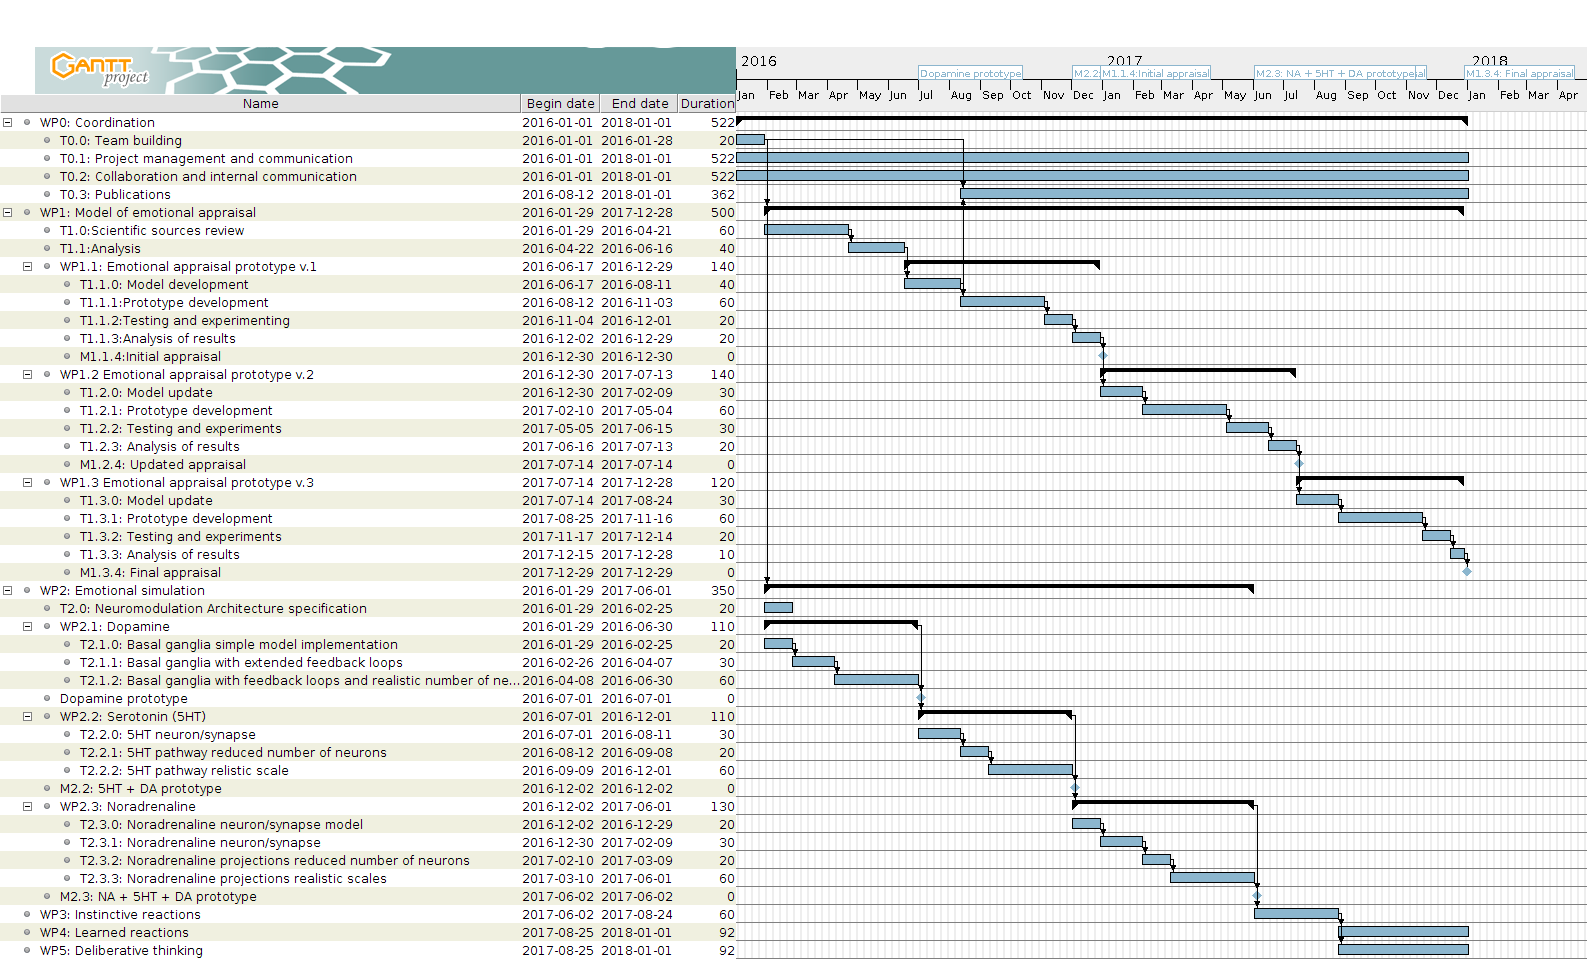 GANTT project
2016 2017 2018
Dopamine prototype M2.2: M1.1.4:Initial appraisal M2.3: NA + 5HT + DA prototype M1.3.4: Final appraisal
Jan Feb Mar Apr May Jun Jul Aug Sep Oct Nov Dec Jan Feb Mar Apr May Jun Jul Aug Sep Oct Nov Dec Jan Feb Mar Apr
Name Begin date End date Duration
WP0: Coordination 2016-01-01 2018-01-01 522
T0.0: Team building 2016-01-01 2016-01-28 20
T0.1: Project management and communication 2016-01-01 2018-01-01 522
T0.2: Collaboration and internal communication 2016-01-01 2018-01-01 522
T0.3: Publications 2016-08-12 2018-01-01 362
WP1: Model of emotional appraisal 2016-01-29 2017-12-28 500
T1.0:Scientific sources review 2016-01-29 2016-04-21 60
T1.1:Analysis 2016-04-22 2016-06-16 40
WP1.1: Emotional appraisal prototype v.1 2016-06-17 2016-12-29 140
T1.1.0: Model development 2016-06-17 2016-08-11 40
T1.1.1:Prototype development 2016-08-12 2016-11-03 60
T1.1.2:Testing and experimenting 2016-11-04 2016-12-01 20
T1.1.3:Analysis of results 2016-12-02 2016-12-29 20
M1.1.4:Initial appraisal 2016-12-30 2016-12-30 0
WP1.2 Emotional appraisal prototype v.2 2016-12-30 2017-07-13 140
T1.2.0: Model update 2016-12-30 2017-02-09 30
T1.2.1: Prototype development 2017-02-10 2017-05-04 60
T1.2.2: Testing and experiments 2017-05-05 2017-06-15 30
T1.2.3: Analysis of results 2017-06-16 2017-07-13 20
M1.2.4: Updated appraisal 2017-07-14 2017-07-14 0
WP1.3 Emotional appraisal prototype v.3 2017-07-14 2017-12-28 120
T1.3.0: Model update 2017-07-14 2017-08-24 30
T1.3.1: Prototype development 2017-08-25 2017-11-16 60
T1.3.2: Testing and experiments 2017-11-17 2017-12-14 20
T1.3.3: Analysis of results 2017-12-15 2017-12-28 10
M1.3.4: Final appraisal 2017-12-29 2017-12-29 0
WP2: Emotional simulation 2016-01-29 2017-06-01 350
T2.0: Neuromodulation Architecture specification 2016-01-29 2016-02-25 20
WP2.1: Dopamine 2016-01-29 2016-06-30 110
T2.1.0: Basal ganglia simple model implementation 2016-01-29 2016-02-25 20
T2.1.1: Basal ganglia with extended feedback loops 2016-02-26 2016-04-07 30
T2.1.2: Basal ganglia with feedback loops and realistic number of ne... 2016-04-08 2016-06-30 60
Dopamine prototype 2016-07-01 2016-07-01 0
WP2.2: Serotonin (5HT) 2016-07-01 2016-12-01 110
T2.2.0: 5HT neuron/synapse 2016-07-01 2016-08-11 30
T2.2.1: 5HT pathway reduced number of neurons 2016-08-12 2016-09-08 20
T2.2.2: 5HT pathway relistic scale 2016-09-09 2016-12-01 60
M2.2: 5HT + DA prototype 2016-12-02 2016-12-02 0
WP2.3: Noradrenaline 2016-12-02 2017-06-01 130
T2.3.0: Noradrenaline neuron/synapse model 2016-12-02 2016-12-29 20
T2.3.1: Noradrenaline neuron/synapse 2016-12-30 2017-02-09 30
T2.3.2: Noradrenaline projections reduced number of neurons 2017-02-10 2017-03-09 20
T2.3.3: Noradrenaline projections realistic scales 2017-03-10 2017-06-01 60
M2.3: NA + 5HT + DA prototype 2017-06-02 2017-06-02 0
WP3: Instinctive reactions 2017-06-02 2017-08-24 60
WP4: Learned reactions 2017-08-25 2018-01-01 92
WP5: Deliberative thinking 2017-08-25 2018-01-01 92